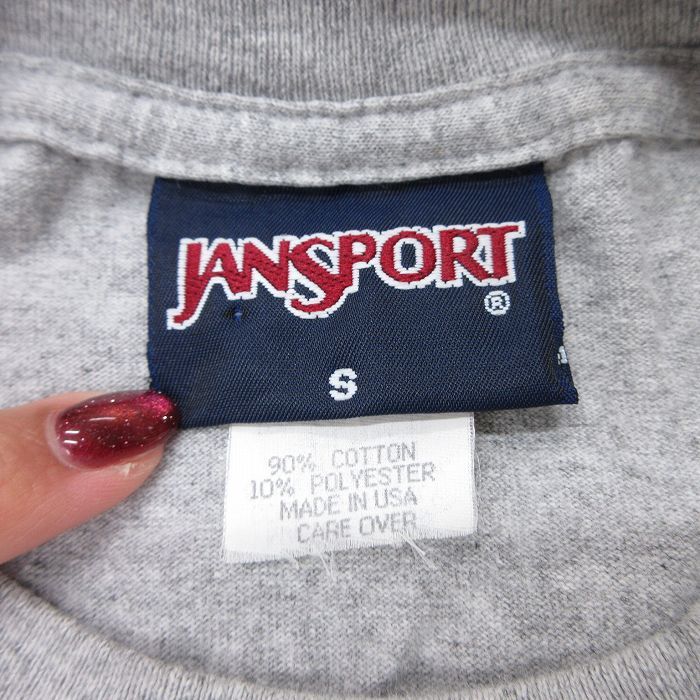 JANSPORT
®
S
90% COTTON
10% POLYESTER
MADE IN USA
CARE OVER